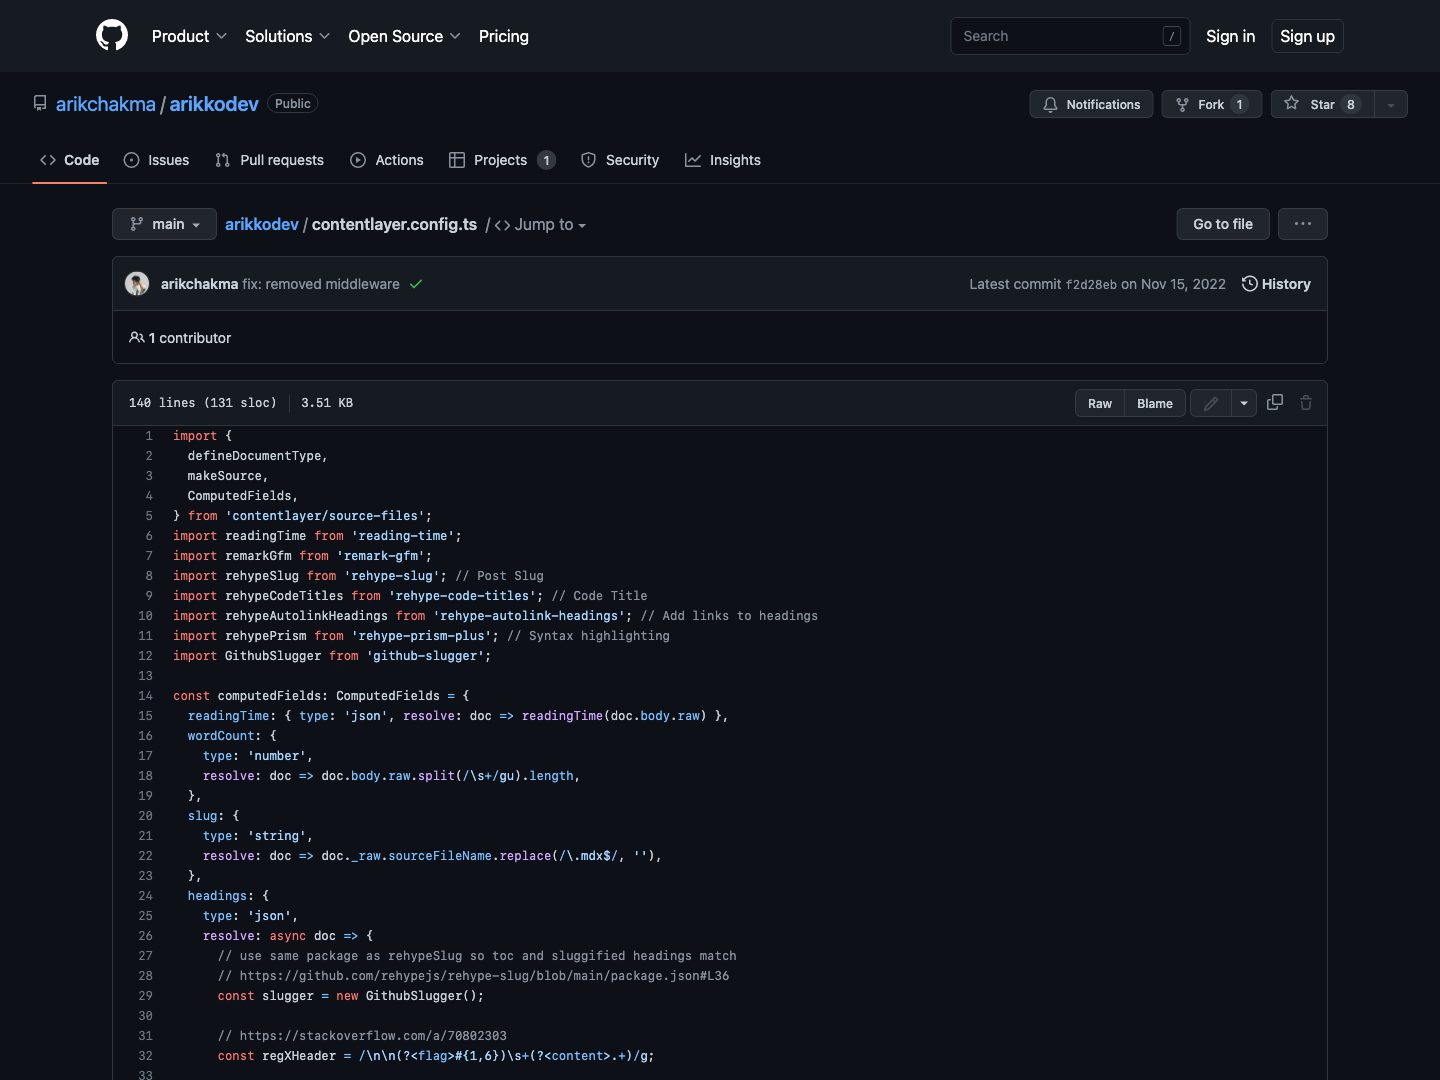 Product Solutions Open Source Pricing Search / Sign in Sign up
arikchakma / arikkodev Public Notifications Fork 1 Star 8
Code Issues Pull requests Actions Projects 1 Security Insights
main arikkodev / contentlayer.config.ts / Jump to Go to file
arikchakma fix: removed middleware Latest commit f2d28eb on Nov 15, 2022 History
1 contributor
140 lines (131 sloc) 3.51 KB Raw Blame
1 import {
2 defineDocumentType,
3 makeSource,
4 ComputedFields,
5 } from 'contentlayer/source-files';
6 import readingTime from 'reading-time';
7 import remarkGfm from 'remark-gfm';
8 import rehypeSlug from 'rehype-slug'; // Post Slug
9 import rehypeCodeTitles from 'rehype-code-titles'; // Code Title
10 import rehypeAutolinkHeadings from 'rehype-autolink-headings'; // Add links to headings
11 import rehypePrism from 'rehype-prism-plus'; // Syntax highlighting
12 import GithubSlugger from 'github-slugger';
13
14 const computedFields: ComputedFields = {
15 readingTime: { type: 'json', resolve: doc => readingTime(doc.body.raw) },
16 wordCount: {
17 type: 'number',
18 resolve: doc => doc.body.raw.split(/\s+/gu).length,
19 },
20 slug: {
21 type: 'string',
22 resolve: doc => doc._raw.sourceFileName.replace(/\.mdx$/, ''),
23 },
24 headings: {
25 type: 'json',
26 resolve: async doc => {
27 // use same package as rehypeSlug so toc and sluggified headings match
28 // https://github.com/rehypejs/rehype-slug/blob/main/package.json#L36
29 const slugger = new GithubSlugger();
30
31 // https://stackoverflow.com/a/70802303
32 const regXHeader = /\n\n(?<flag>#{1,6})\s+(?<content>.+)/g;
33